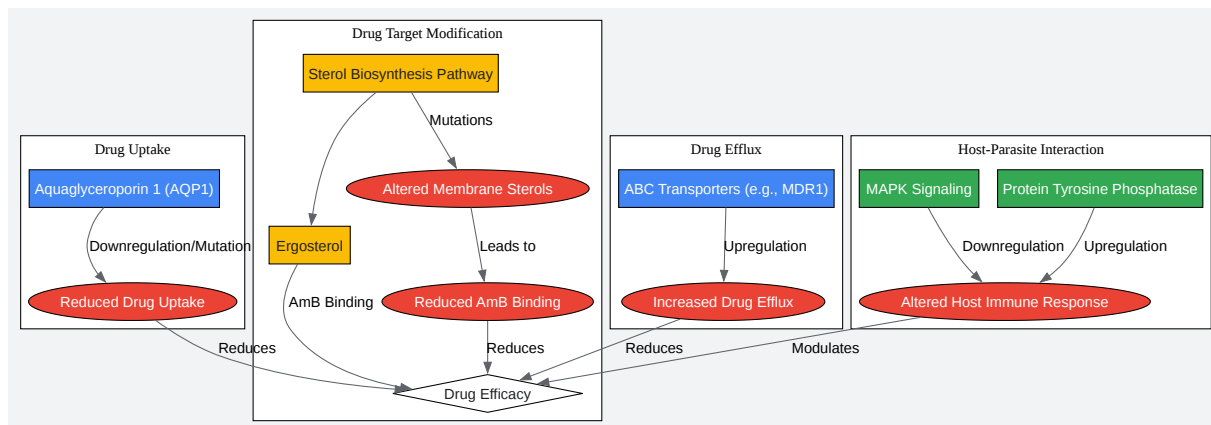 Drug Target Modification
Sterol Biosynthesis Pathway
Mutations
Drug Uptake
Drug Efflux
Host-Parasite Interaction
Aquaglyceroporin 1 (AQP1)
Altered Membrane Sterols
ABC Transporters (e.g., MDR1)
MAPK Signaling
Protein Tyrosine Phosphatase
Downregulation/Mutation
Ergosterol
Leads to
Upregulation
Downregulation
Upregulation
Reduced Drug Uptake
AmB Binding
Reduced AmB Binding
Increased Drug Efflux
Altered Host Immune Response
Reduces
Reduces
Reduces
Modulates
Drug Efficacy